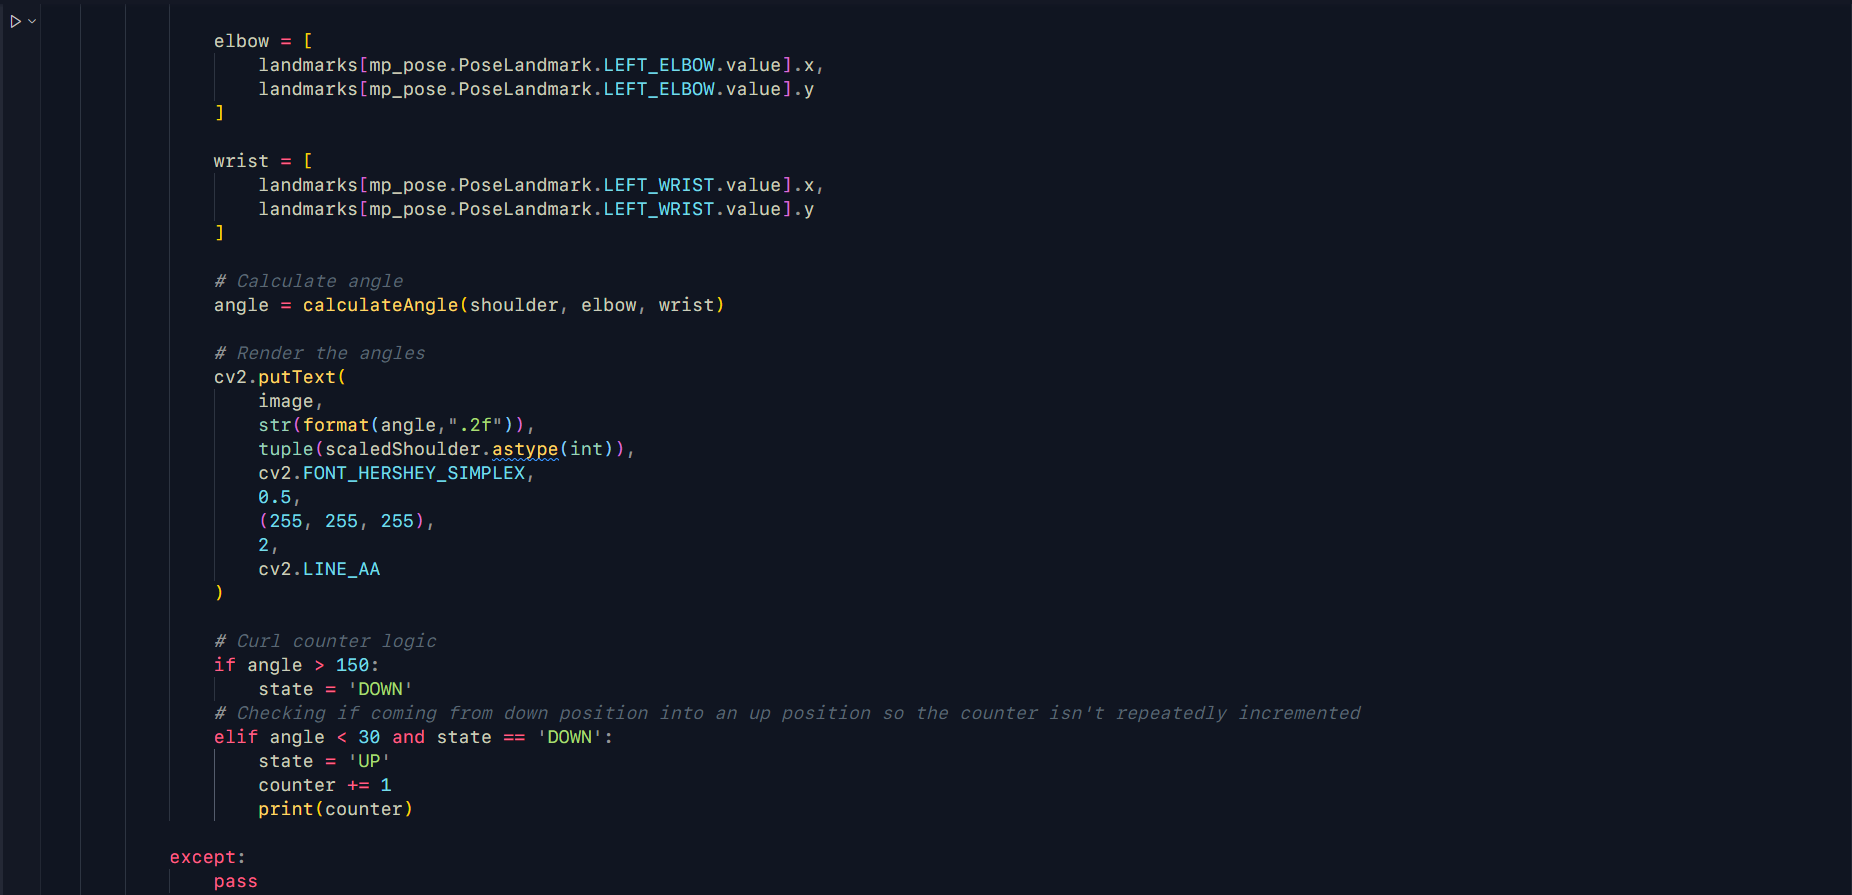 elbow = [
landmarks[mp_pose.PoseLandmark.LEFT_ELBOW.value].x,
landmarks[mp_pose.PoseLandmark.LEFT_ELBOW.value].y
]
wrist = [
landmarks[mp_pose.PoseLandmark.LEFT_WRIST.value].x,
landmarks[mp_pose.PoseLandmark.LEFT_WRIST.value].y
]
# Calculate angle
angle = calculateAngle(shoulder, elbow, wrist)
# Render the angles
cv2.putText(
image,
str(format(angle,".2f")),
tuple(scaledShoulder.astype(int)),
cv2.FONT_HERSHEY_SIMPLEX,
0.5,
(255, 255, 255),
2,
cv2.LINE_AA
)
# Curl counter logic
if angle > 150:
state = 'DOWN'
# Checking if coming from down position into an up position so the counter isn't repeatedly incremented
elif angle < 30 and state == 'DOWN':
state = 'UP'
counter += 1
print(counter)
except:
pass